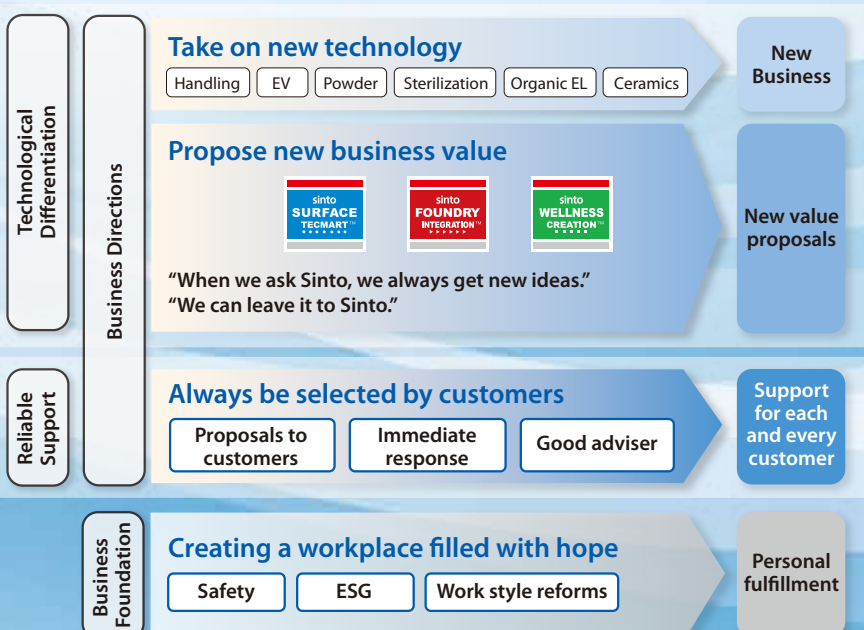 Technological
Differentiation
Business Directions
Take on new technology
Handling
EV
Powder
Sterilization
Organic EL
Ceramics
New
Business
Propose new business value
sinto
SURFACE
TECMART™
sinto
FOUNDRY
INTEGRATION™
sinto
WELLNESS
CREATION™
“When we ask Sinto, we always get new ideas.”
“We can leave it to Sinto.”
New value
proposals
Reliable
Support
Always be selected by customers
Proposals to
customers
Immediate
response
Good adviser
Support
for each
and every
customer
Business
Foundation
Creating a workplace filled with hope
Safety
ESG
Work style reforms
Personal
fulfillment